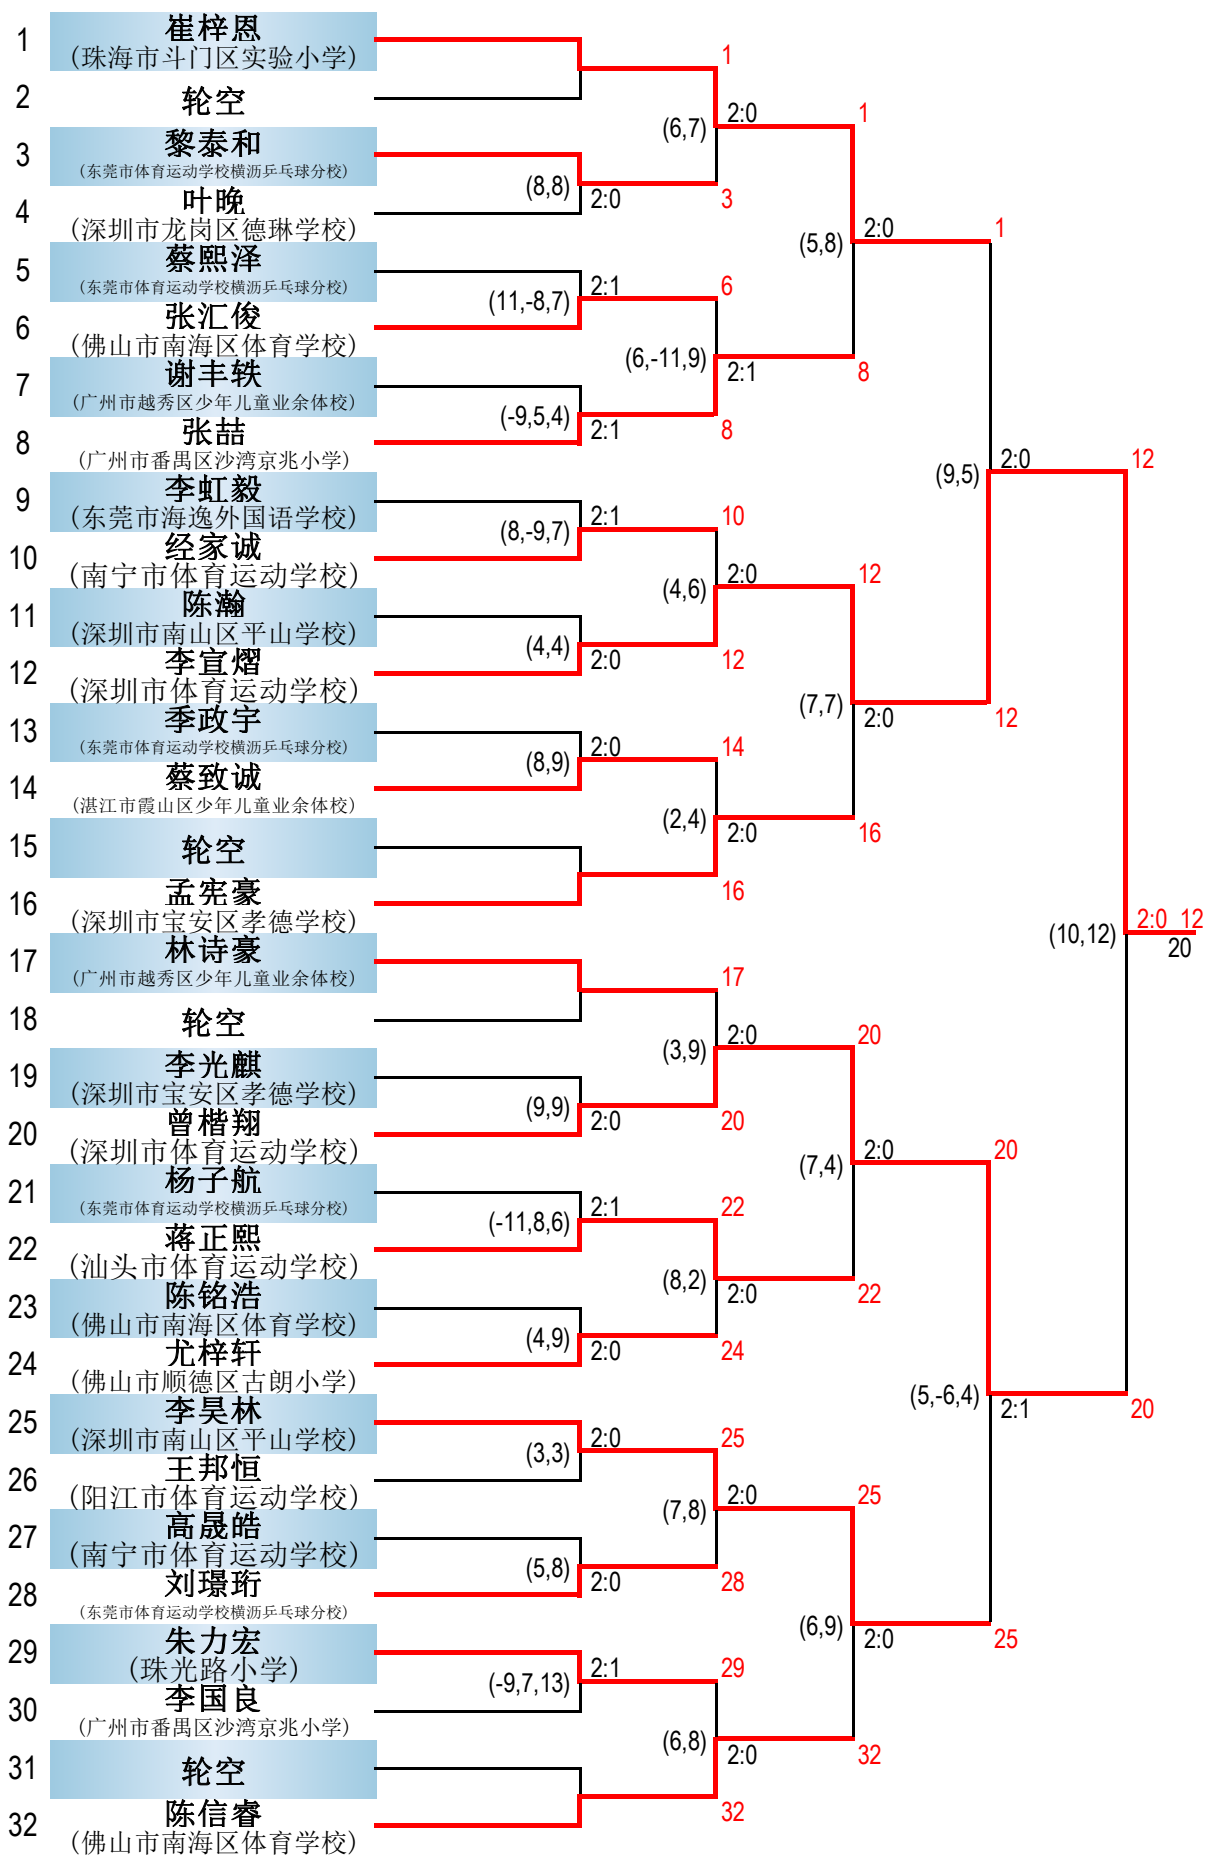 1 崔梓恩
(珠海市斗门区实验小学)
2 轮空
3 黎泰和
(东莞市体育运动学校横沥乒乓球分校)
4 叶晚
(深圳市龙岗区德琳学校)
5 蔡熙泽
(东莞市体育运动学校横沥乒乓球分校)
6 张汇俊
(佛山市南海区体育学校)
7 谢丰轶
(广州市越秀区少年儿童业余体校)
8 张喆
(广州市番禺区沙湾京兆小学)
9 李虹毅
(东莞市海逸外国语学校)
10 经家诚
(南宁市体育运动学校)
11 陈瀚
(深圳市南山区平山学校)
12 李宣熠
(深圳市体育运动学校)
13 季政宇
(东莞市体育运动学校横沥乒乓球分校)
14 蔡致诚
(湛江市霞山区少年儿童业余体校)
15 轮空
16 孟宪豪
(深圳市宝安区孝德学校)
17 林诗豪
(广州市越秀区少年儿童业余体校)
18 轮空
19 李光麒
(深圳市宝安区孝德学校)
20 曾楷翔
(深圳市体育运动学校)
21 杨子航
(东莞市体育运动学校横沥乒乓球分校)
22 蒋正熙
(汕头市体育运动学校)
23 陈铭浩
(佛山市南海区体育学校)
24 尤梓轩
(佛山市顺德区古朗小学)
25 李昊林
(深圳市南山区平山学校)
26 王邦恒
(阳江市体育运动学校)
27 高晟皓
(南宁市体育运动学校)
28 刘璟珩
(东莞市体育运动学校横沥乒乓球分校)
29 朱力宏
(珠光路小学)
30 李国良
(广州市番禺区沙湾京兆小学)
31 轮空
32 陈信睿
(佛山市南海区体育学校)
(8,8) 2:0
(11,-8,7) 2:1
(-9,5,4) 2:1
(8,-9,7) 2:1
(4,4) 2:0
(8,9) 2:0
(9,9) 2:0
(-11,8,6) 2:1
(4,9) 2:0
(3,3) 2:0
(5,8) 2:0
(-9,7,13) 2:1
1
(6,7) 2:0
3
6
(6,-11,9) 2:1
8
10
(4,6) 2:0
12
14
(2,4) 2:0
16
17
(3,9) 2:0
20
22
(8,2) 2:0
24
25
(7,8) 2:0
28
29
(6,8) 2:0
32
1
(5,8) 2:0
8
12
(7,7) 2:0
16
20
(7,4) 2:0
22
25
(6,9) 2:0
32
1
(9,5) 2:0
12
20
(5,-6,4) 2:1
25
12
(10,12) 2:0 12
20
20